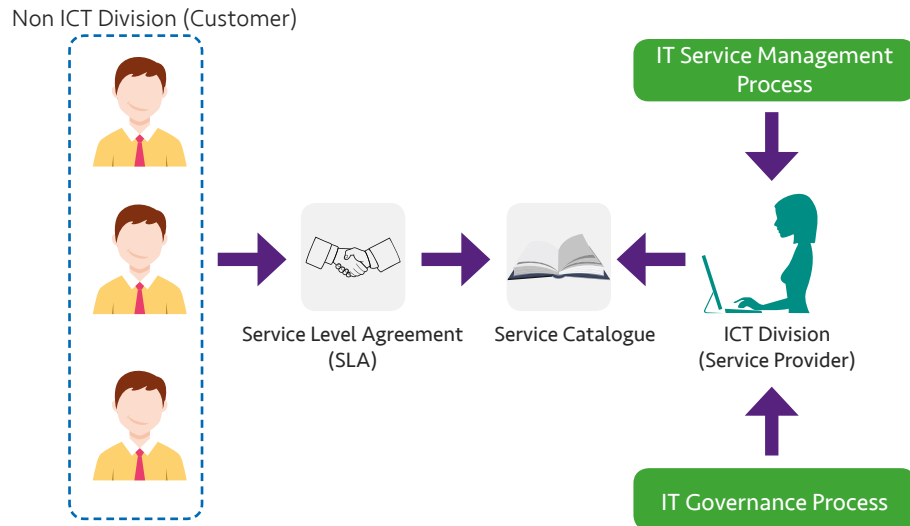 Non ICT Division (Customer)
IT Service Management
Process
Service Level Agreement
(SLA)
Service Catalogue
ICT Division
(Service Provider)
IT Governance Process